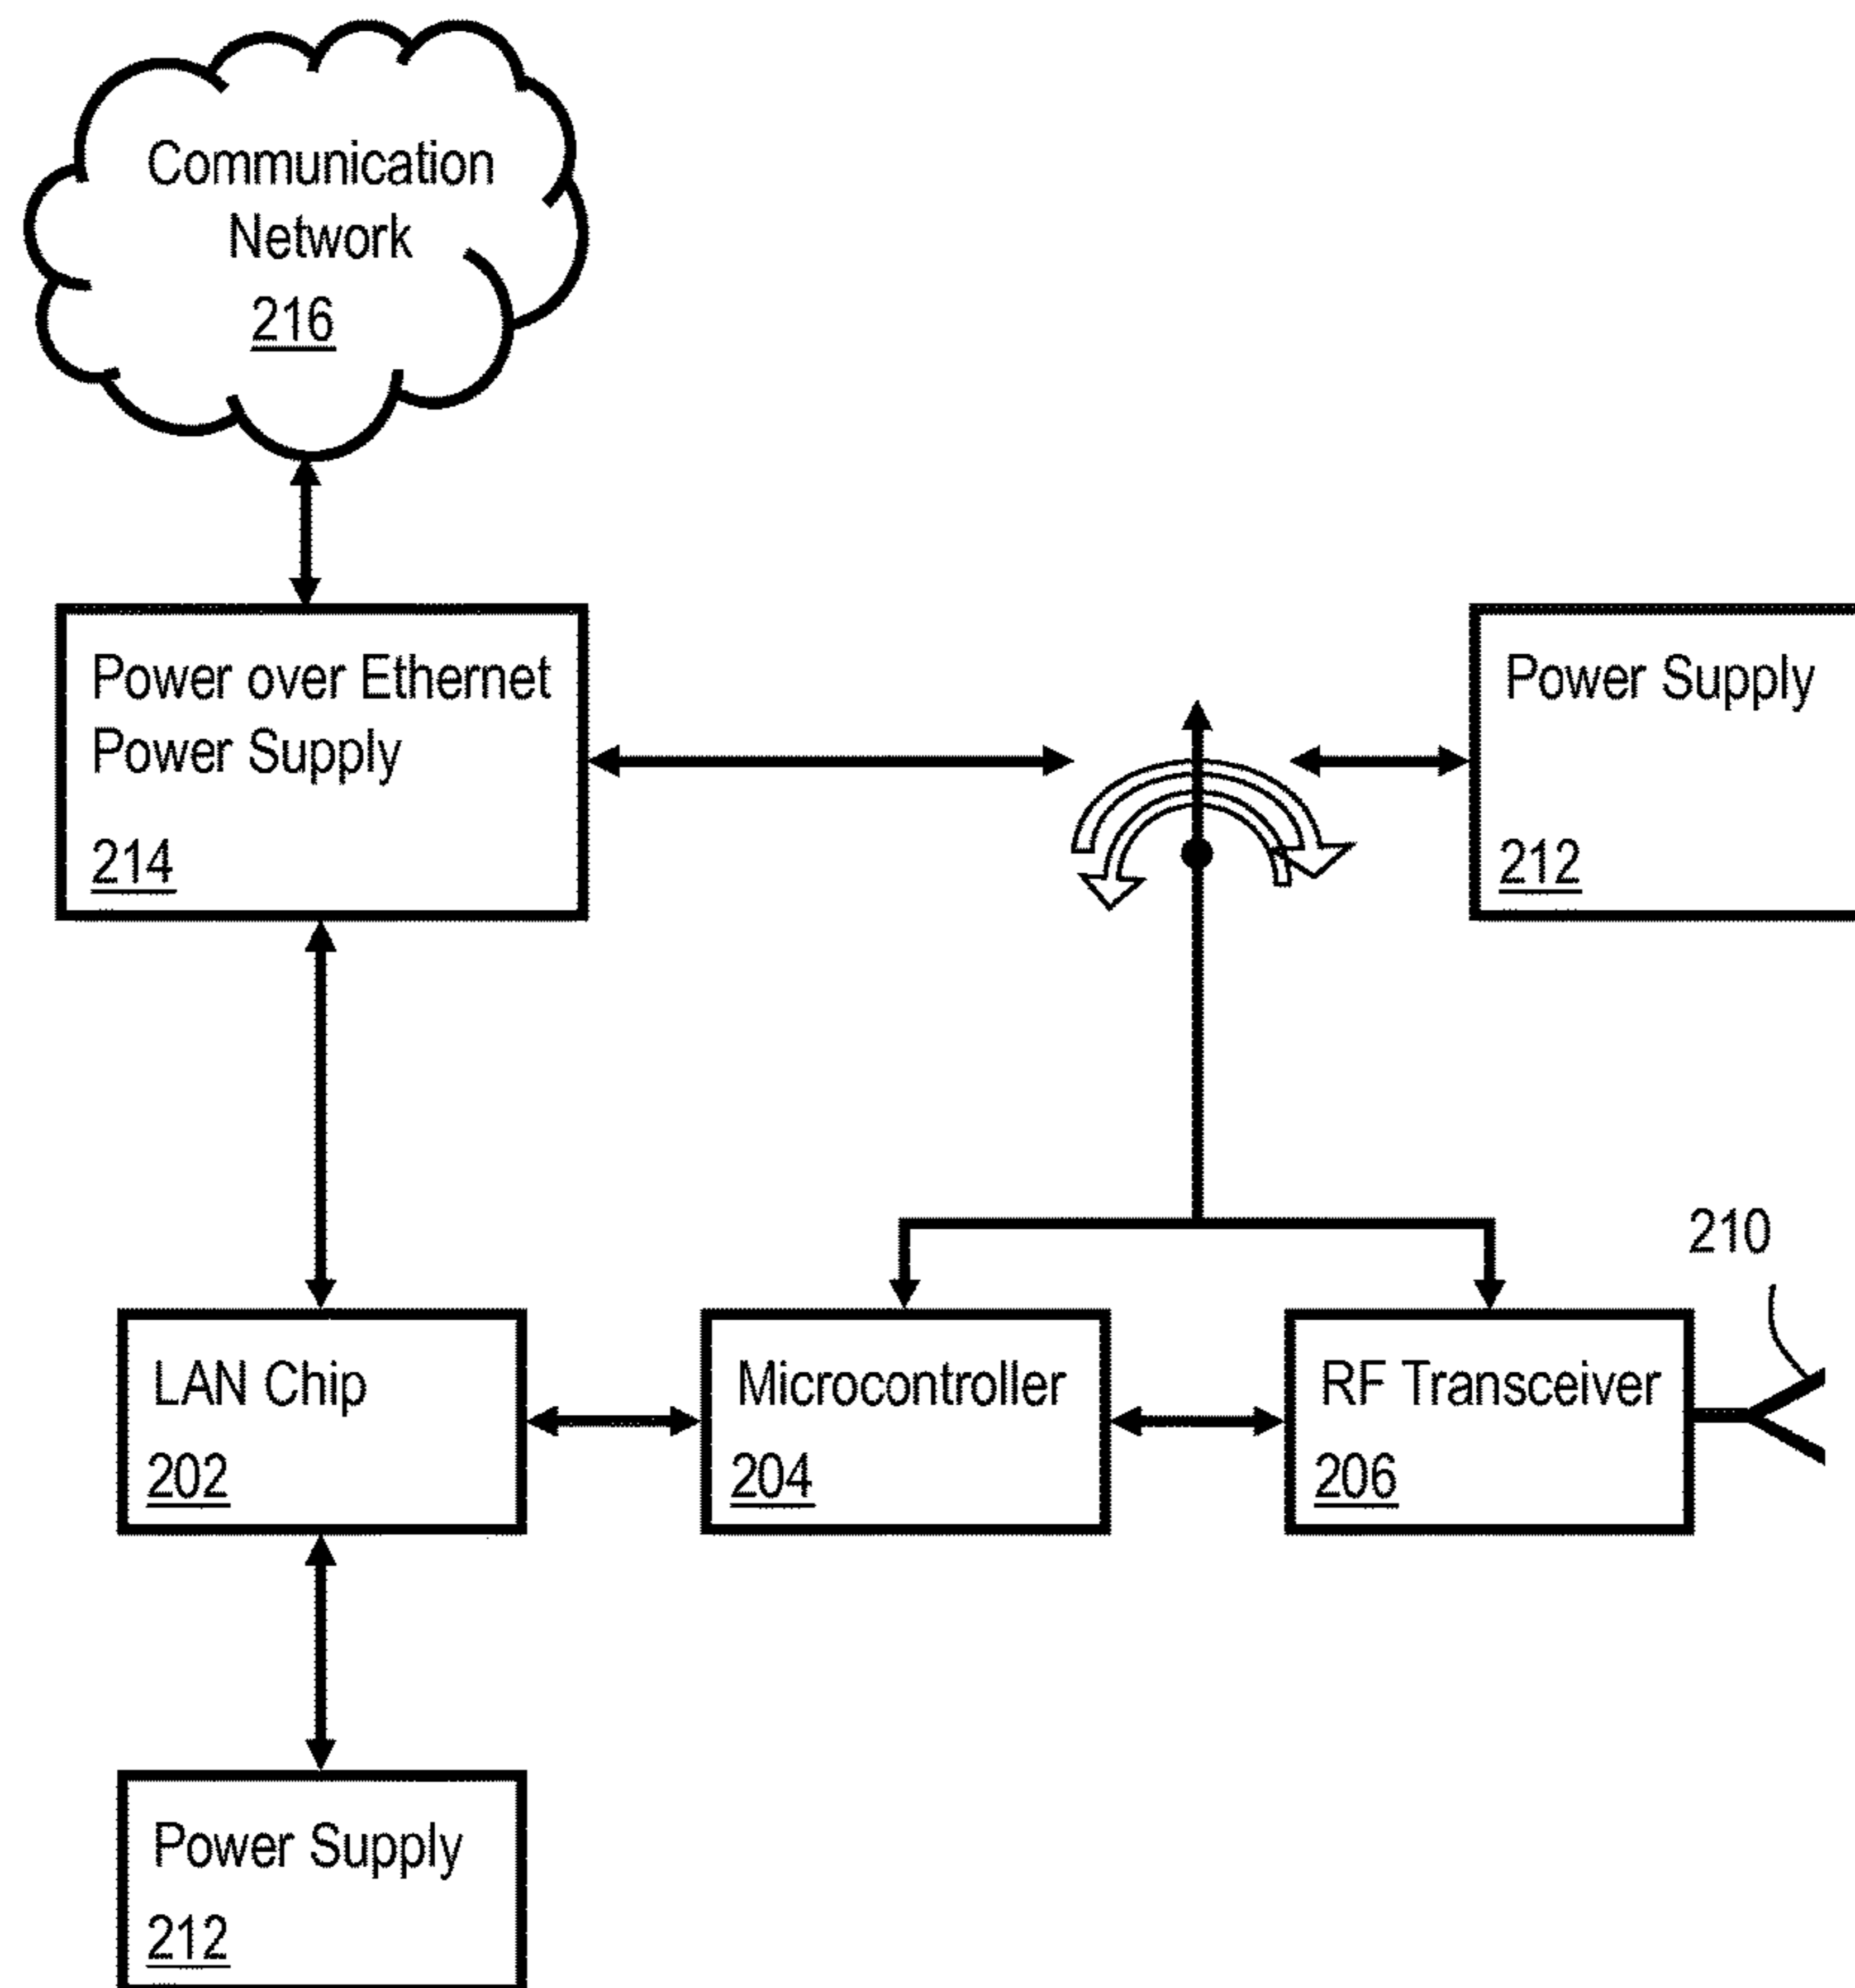 Communication
Network
216
Power over Ethernet
Power Supply
214
Power Supply
212
210
LAN Chip
202
Microcontroller
204
RF Transceiver
206
Power Supply
212